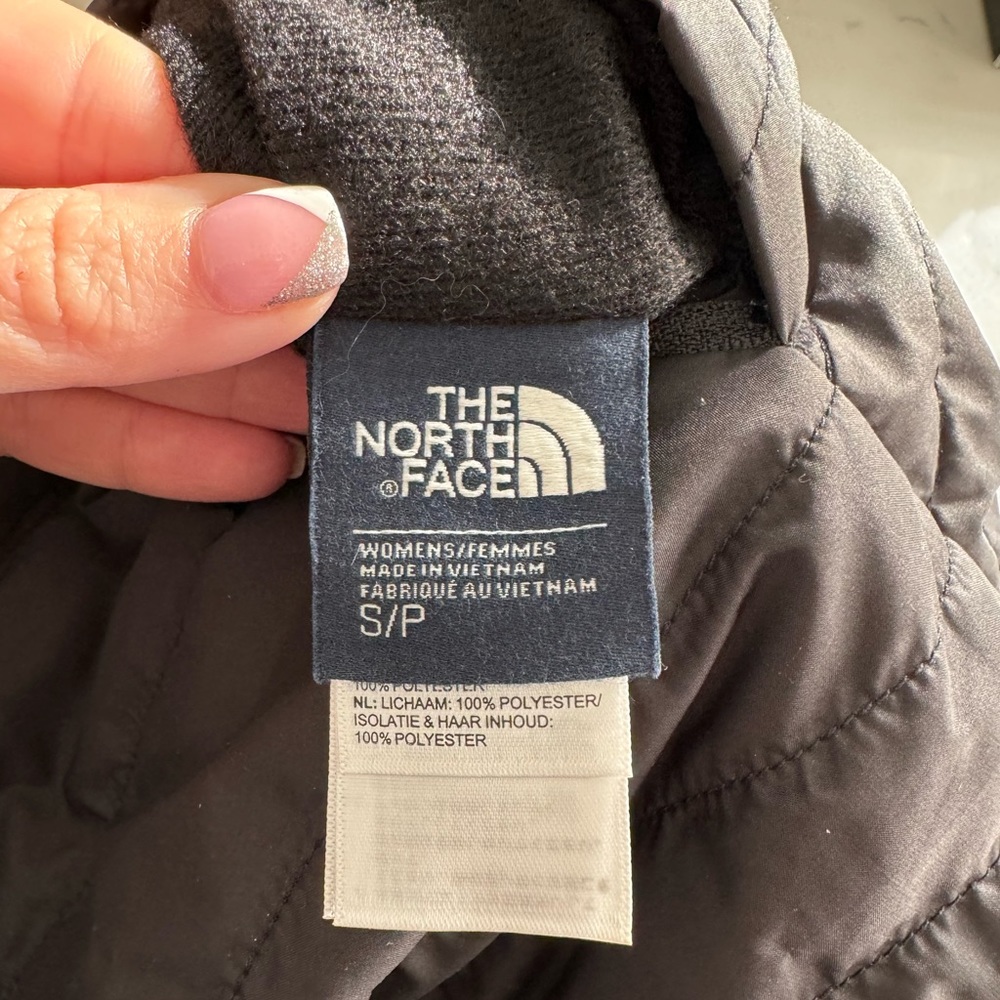 THE
NORTH
®FACE
WOMENS/FEMMES
MADE IN VIETNAM
FABRIQUÉ AU VIETNAM
S/P
100% POLYESTER
NL: LICHAAM: 100% POLYESTER/
ISOLATIE & HAAR INHOUD:
100% POLYESTER